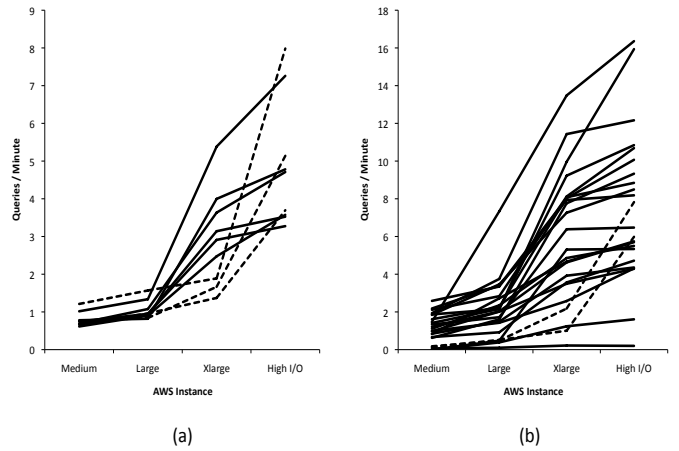 9
8
7
6
5
4
3
2
1
0
Queries / Minute
Medium Large Xlarge High I/O
AWS Instance
(a)
18
16
14
12
10
8
6
4
2
0
Queries / Minute
Medium Large Xlarge High I/O
AWS Instance
(b)